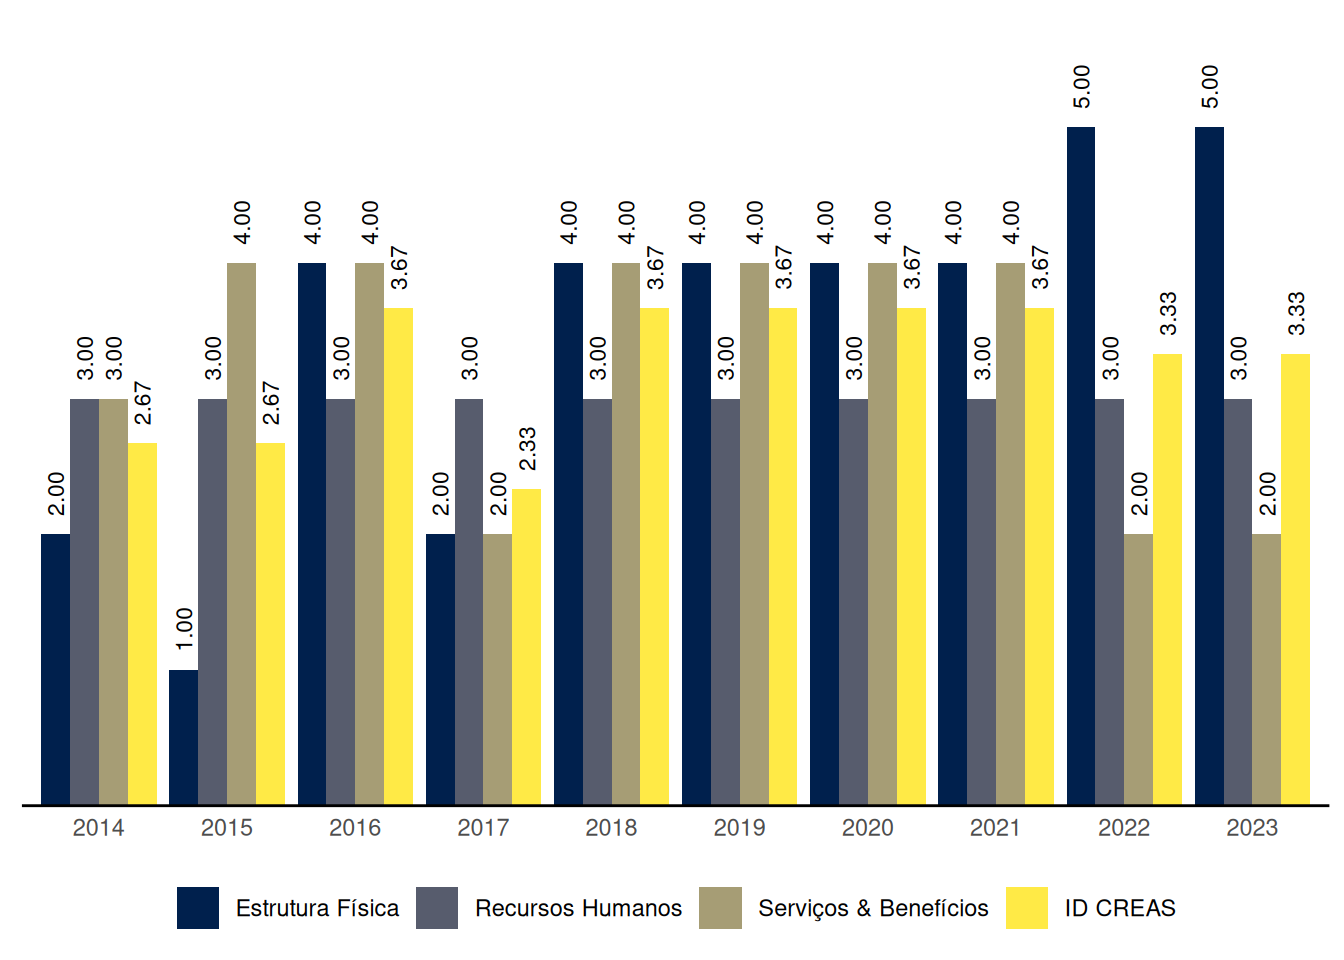 2.00 3.00 3.00 2.67 1.00 3.00 4.00 2.67 4.00 3.00 4.00 3.67 2.00 3.00 2.00 2.33 4.00 3.00 4.00 3.67 4.00 3.00 4.00 3.67 4.00 3.00 4.00 3.67 4.00 3.00 4.00 3.67 5.00 3.00 2.00 3.33 5.00 3.00 2.00 3.33
2014 2015 2016 2017 2018 2019 2020 2021 2022 2023
Estrutura Física Recursos Humanos Serviços & Benefícios ID CREAS